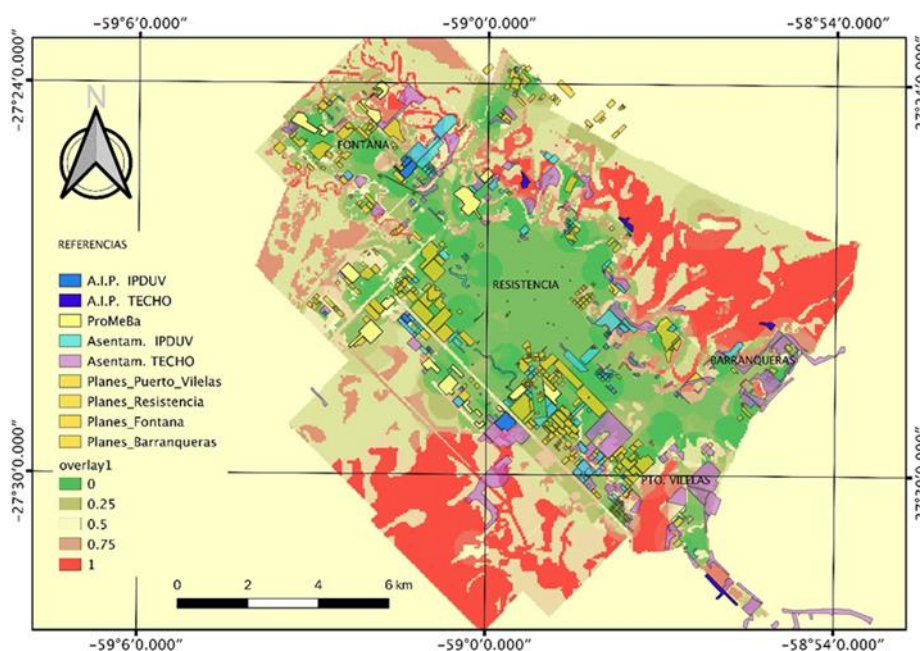 −59°6′0.000″ −59°0′0.000″ −58°54′0.000″
−27°24′0.000″
N
FONTANA
REFERENCIAS
RESISTENCIA
A.I.P. IPDUV
A.I.P. TECHO
ProMeBa
Asentam. IPDUV
Asentam. TECHO
BARRANQUERAS
Planes_Puerto_Vilelas
Planes_Resistencia
Planes_Fontana
Planes_Barranqueras
overlay1
−27°30′0.000″
PTO. VILELAS
0
0.25
0.5
0.75
1
0 2 4 6 km
−59°6′0.000″ −59°0′0.000″ −58°54′0.000″